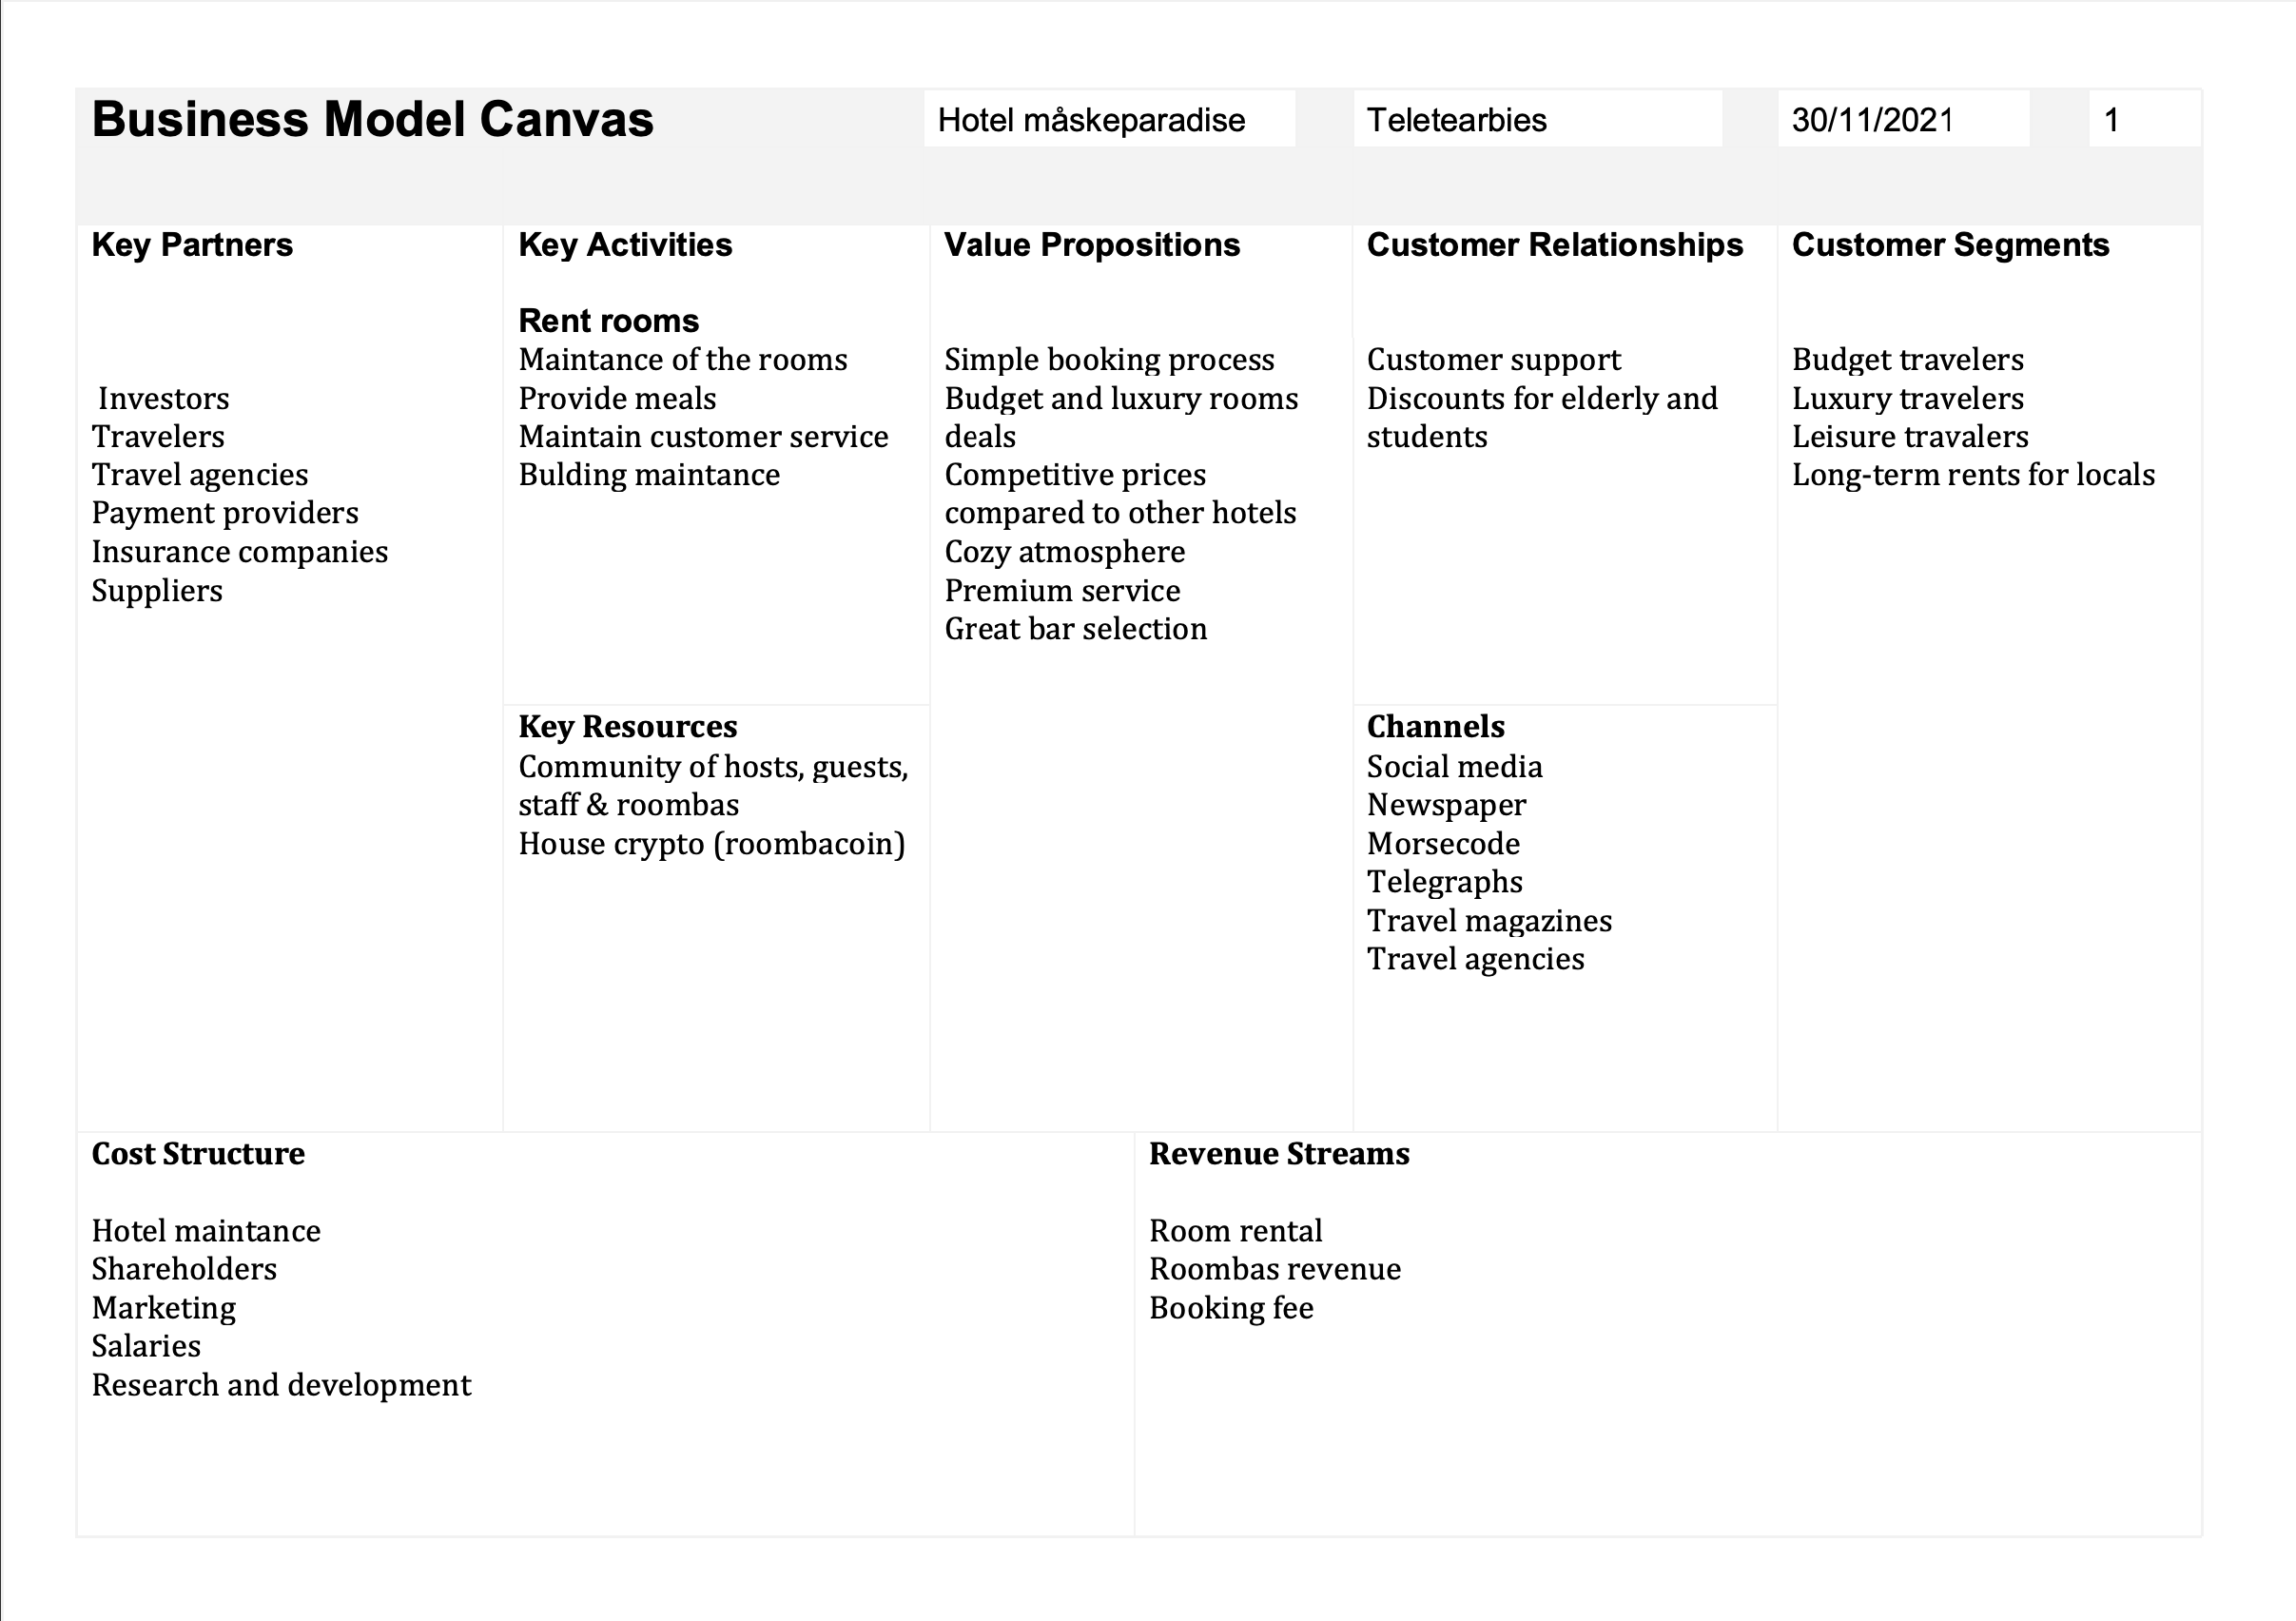 Business Model Canvas
Hotel måskeparadise
Teletearbies
30/11/2021
1
Key Partners
Investors
Travelers
Travel agencies
Payment providers
Insurance companies
Suppliers
Key Activities
Rent rooms
Maintance of the rooms
Provide meals
Maintain customer service
Bulding maintance
Key Resources
Community of hosts, guests,
staff & roombas
House crypto (roombacoin)
Value Propositions
Simple booking process
Budget and luxury rooms
deals
Competitive prices
compared to other hotels
Cozy atmosphere
Premium service
Great bar selection
Customer Relationships
Customer support
Discounts for elderly and
students
Channels
Social media
Newspaper
Morsecode
Telegraphs
Travel magazines
Travel agencies
Customer Segments
Budget travelers
Luxury travelers
Leisure travalers
Long-term rents for locals
Cost Structure
Hotel maintance
Shareholders
Marketing
Salaries
Research and development
Revenue Streams
Room rental
Roombas revenue
Booking fee